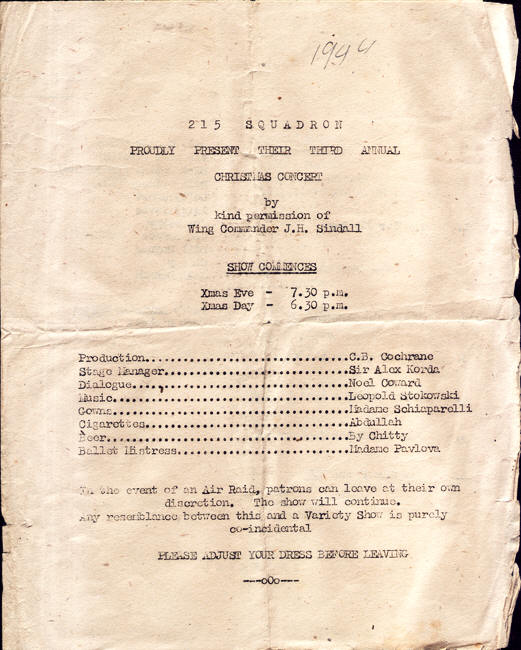 1944
215 SQUADRON
PROUDLY PRESENT THEIR THIRD ANNUAL
CHRISTMAS CONCERT
by
kind permission of
Wing Commander J.H. Sindall
SHOW COMMENCES
Xmas Eve - 7.30 p.m.
Xmas Day - 6.30 p.m.
Production..............................C.B. Cochrane
Stage Manager...........................Sir Alex Korda
Dialogue................................Noel Coward
Music...................................Leopold Stokowski
Gowns...................................Madame Schiaparelli
Cigarettes..............................Abdullah
Beer....................................By Chitty
Ballet Mistress.........................Madame Pavlova
In the event of an Air Raid, patrons can leave at their own
discretion. The show will continue.
Any resemblance between this and a Variety Show is purely
co-incidental
PLEASE ADJUST YOUR DRESS BEFORE LEAVING
---oOo---